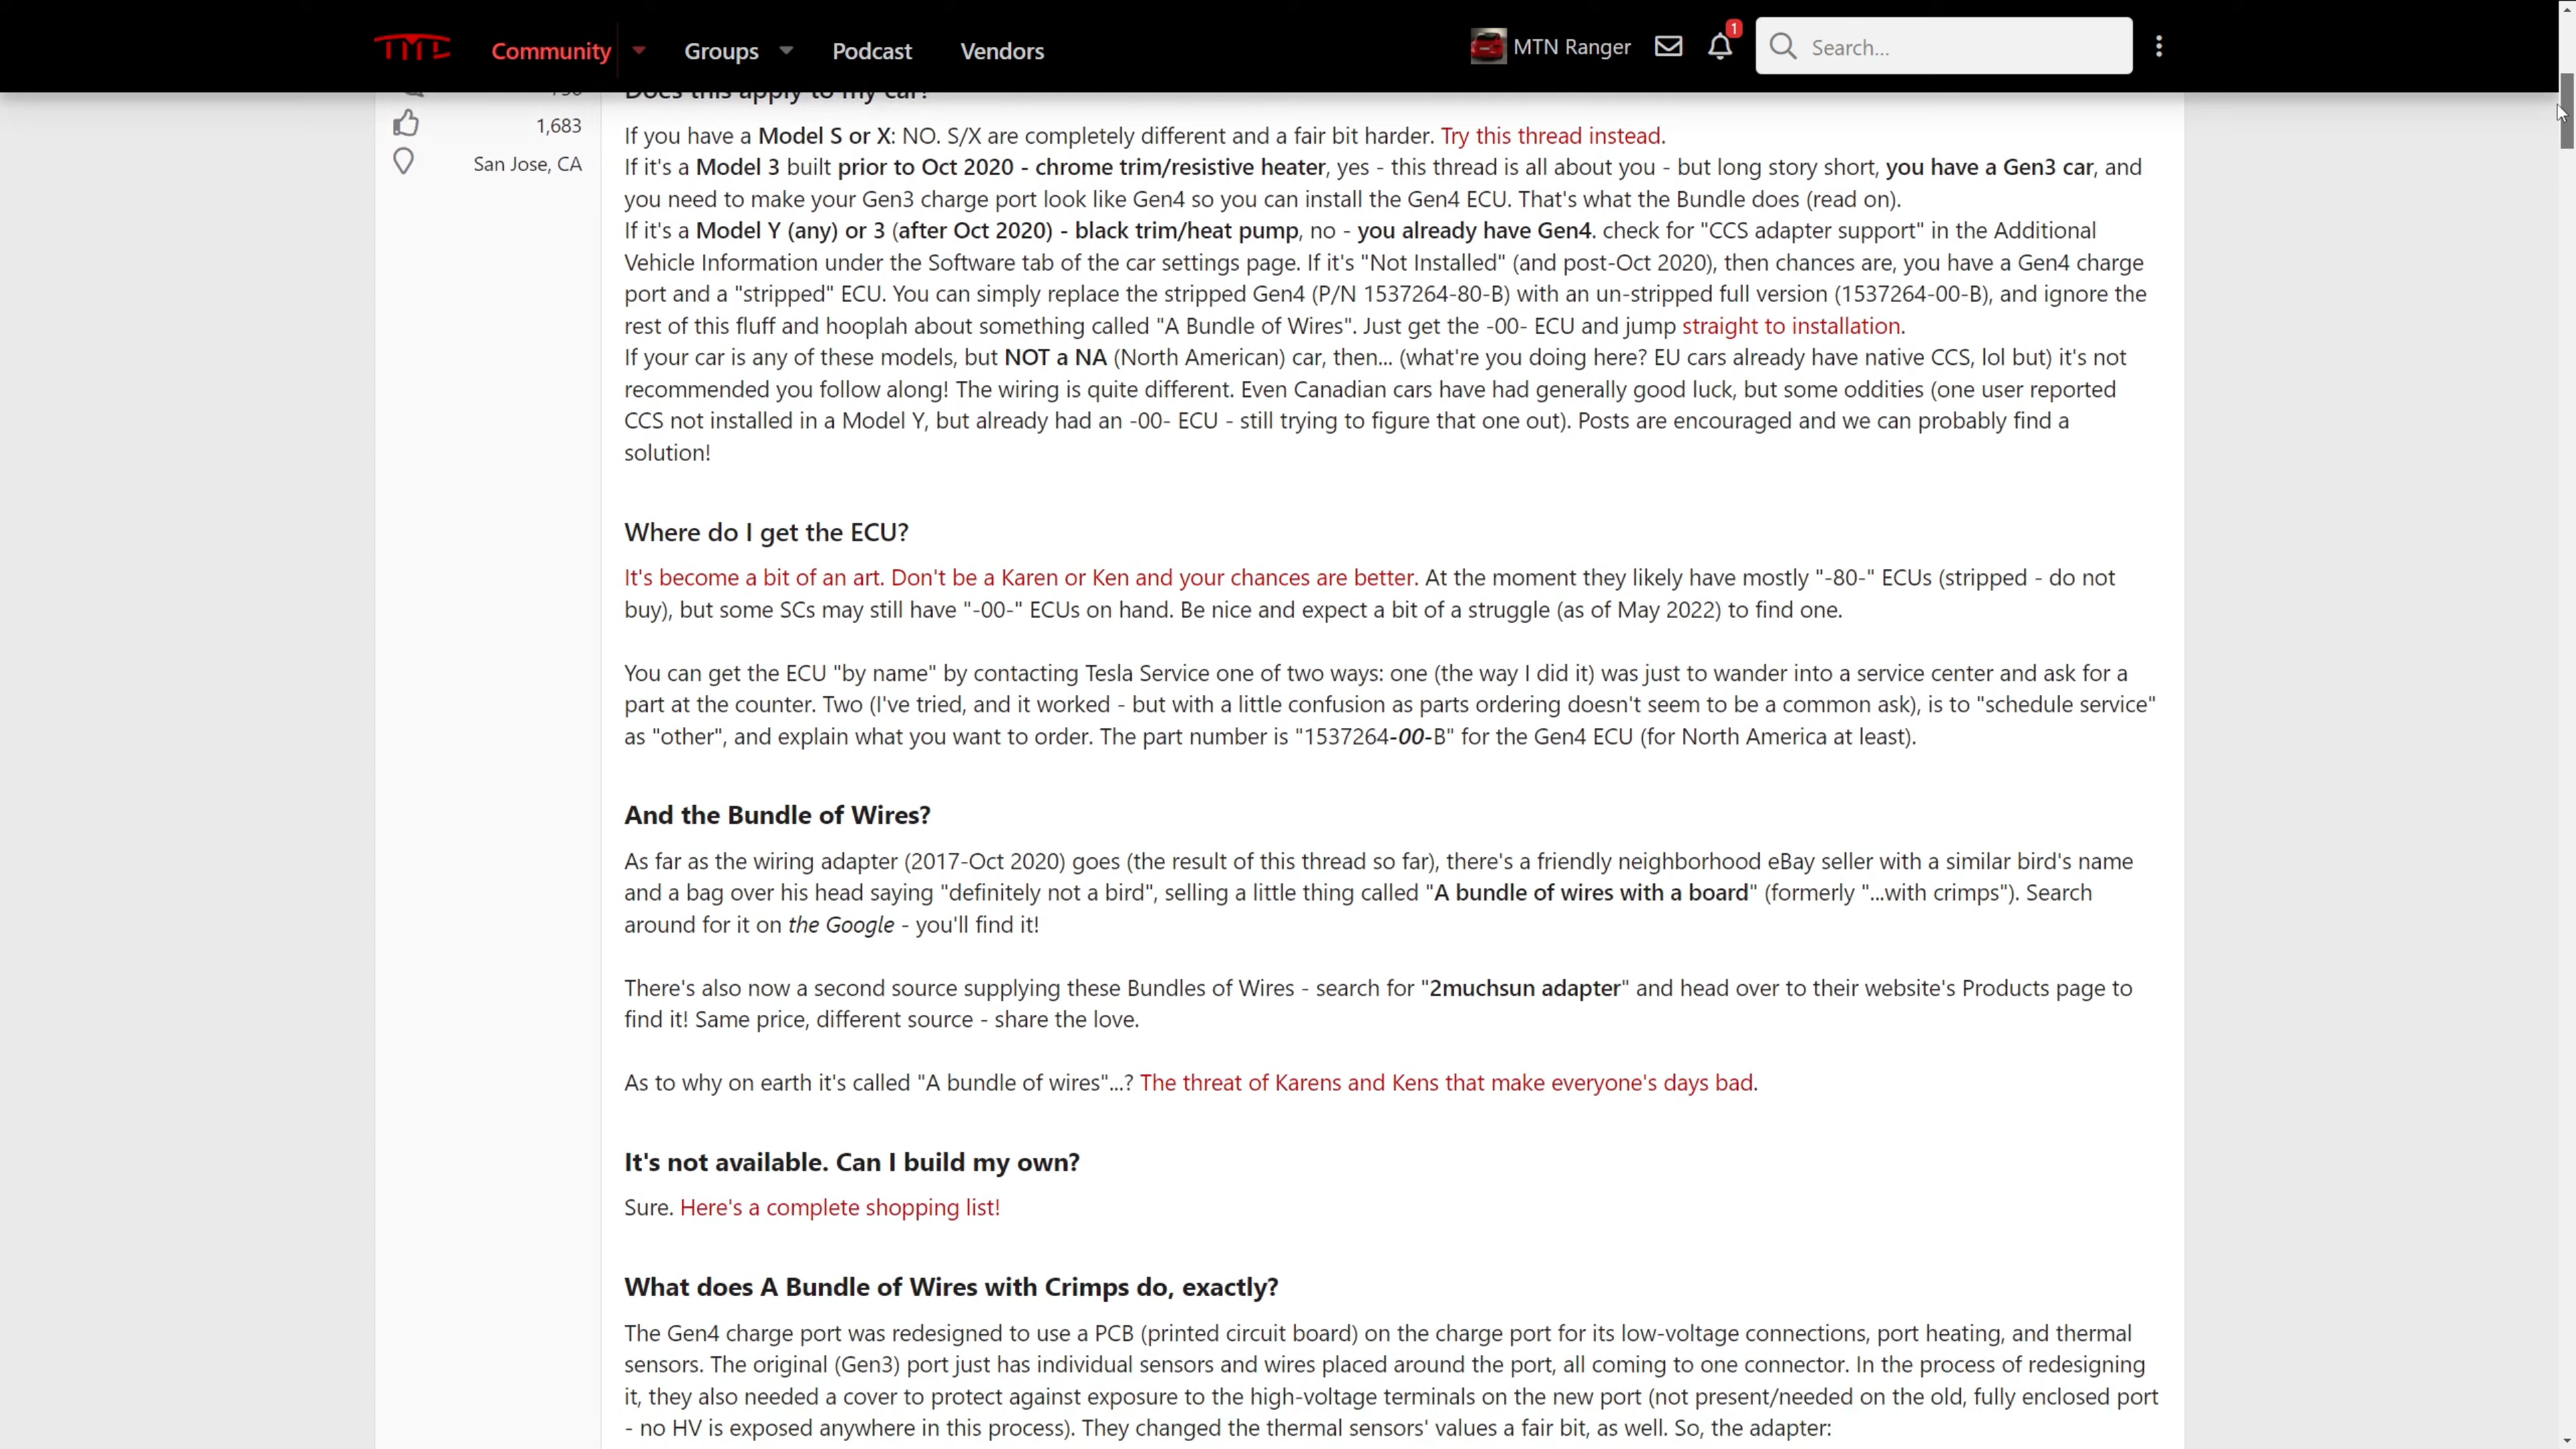 TMC Community Groups Podcast Vendors MTN Ranger 1 Search...
Does this apply to my car?
1,683
San Jose, CA
If you have a Model S or X: NO. S/X are completely different and a fair bit harder. Try this thread instead.
If it's a Model 3 built prior to Oct 2020 - chrome trim/resistive heater, yes - this thread is all about you - but long story short, you have a Gen3 car, and
you need to make your Gen3 charge port look like Gen4 so you can install the Gen4 ECU. That's what the Bundle does (read on).
If it's a Model Y (any) or 3 (after Oct 2020) - black trim/heat pump, no - you already have Gen4. check for "CCS adapter support" in the Additional
Vehicle Information under the Software tab of the car settings page. If it's "Not Installed" (and post-Oct 2020), then chances are, you have a Gen4 charge
port and a "stripped" ECU. You can simply replace the stripped Gen4 (P/N 1537264-80-B) with an un-stripped full version (1537264-00-B), and ignore the
rest of this fluff and hooplah about something called "A Bundle of Wires". Just get the -00- ECU and jump straight to installation.
If your car is any of these models, but NOT a NA (North American) car, then... (what're you doing here? EU cars already have native CCS, lol but) it's not
recommended you follow along! The wiring is quite different. Even Canadian cars have had generally good luck, but some oddities (one user reported
CCS not installed in a Model Y, but already had an -00- ECU - still trying to figure that one out). Posts are encouraged and we can probably find a
solution!
Where do I get the ECU?
It's become a bit of an art. Don't be a Karen or Ken and your chances are better. At the moment they likely have mostly "-80-" ECUs (stripped - do not
buy), but some SCs may still have "-00-" ECUs on hand. Be nice and expect a bit of a struggle (as of May 2022) to find one.
You can get the ECU "by name" by contacting Tesla Service one of two ways: one (the way I did it) was just to wander into a service center and ask for a
part at the counter. Two (I've tried, and it worked - but with a little confusion as parts ordering doesn't seem to be a common ask), is to "schedule service"
as "other", and explain what you want to order. The part number is "1537264-00-B" for the Gen4 ECU (for North America at least).
And the Bundle of Wires?
As far as the wiring adapter (2017-Oct 2020) goes (the result of this thread so far), there's a friendly neighborhood eBay seller with a similar bird's name
and a bag over his head saying "definitely not a bird", selling a little thing called "A bundle of wires with a board" (formerly "...with crimps"). Search
around for it on the Google - you'll find it!
There's also now a second source supplying these Bundles of Wires - search for "2muchsun adapter" and head over to their website's Products page to
find it! Same price, different source - share the love.
As to why on earth it's called "A bundle of wires"...? The threat of Karens and Kens that make everyone's days bad.
It's not available. Can I build my own?
Sure. Here's a complete shopping list!
What does A Bundle of Wires with Crimps do, exactly?
The Gen4 charge port was redesigned to use a PCB (printed circuit board) on the charge port for its low-voltage connections, port heating, and thermal
sensors. The original (Gen3) port just has individual sensors and wires placed around the port, all coming to one connector. In the process of redesigning
it, they also needed a cover to protect against exposure to the high-voltage terminals on the new port (not present/needed on the old, fully enclosed port
- no HV is exposed anywhere in this process). They changed the thermal sensors' values a fair bit, as well. So, the adapter: